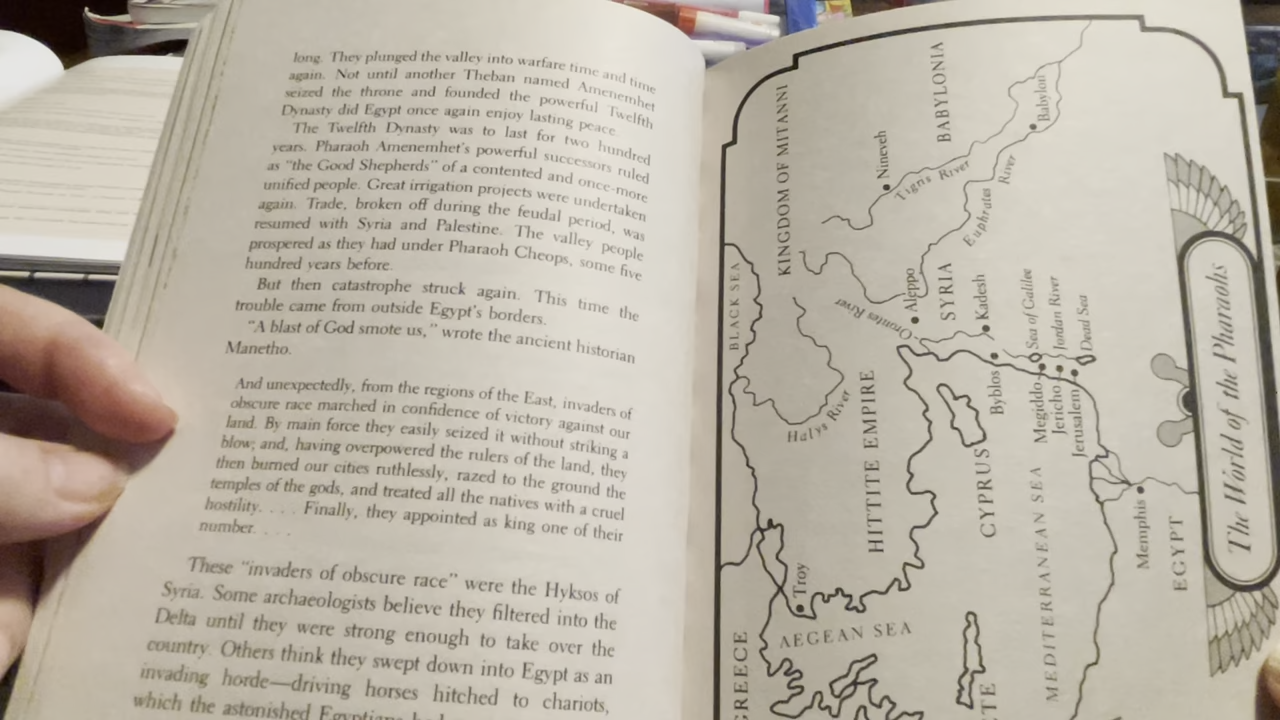 long. They plunged the valley into warfare time and time
again. Not until another Theban named Amenemhet
seized the throne and founded the powerful Twelfth
Dynasty did Egypt once again enjoy lasting peace.
The Twelfth Dynasty was to last for two hundred
years. Pharaoh Amenemhet's powerful successors ruled
as "the Good Shepherds" of a contented and once-more
unified people. Great irrigation projects were undertaken
again. Trade, broken off during the feudal period, was
resumed with Syria and Palestine. The valley people
prospered as they had under Pharaoh Cheops, some five
hundred years before.
But then catastrophe struck again. This time the
trouble came from outside Egypt's borders.
"A blast of God smote us," wrote the ancient historian
Manetho.
And unexpectedly, from the regions of the East, invaders of
obscure race marched in confidence of victory against our
land. By main force they easily seized it without striking a
blow; and, having overpowered the rulers of the land, they
then burned our cities ruthlessly, razed to the ground the
temples of the gods, and treated all the natives with a cruel
hostility. . . . Finally, they appointed as king one of their
number. . . .
These "invaders of obscure race" were the Hyksos of
Syria. Some archaeologists believe they filtered into the
Delta until they were strong enough to take over the
country. Others think they swept down into Egypt as an
invading horde—driving horses hitched to chariots,
which the astonished Egyptians
GREECE
BLACK SEA
KINGDOM OF MITANNI
Troy
AEGEAN SEA
Halys River
Orontes River
HITTITE EMPIRE
Nineveh
Tigris River
BABYLONIA
Aleppo
SYRIA
Euphrates River
Babylon
CYPRUS
Kadesh
Byblos
MEDITERRANEAN SEA
Megiddo
Sea of Galilee
Jericho
Jordan River
Jerusalem
Dead Sea
Memphis
EGYPT
The World of the Pharaohs